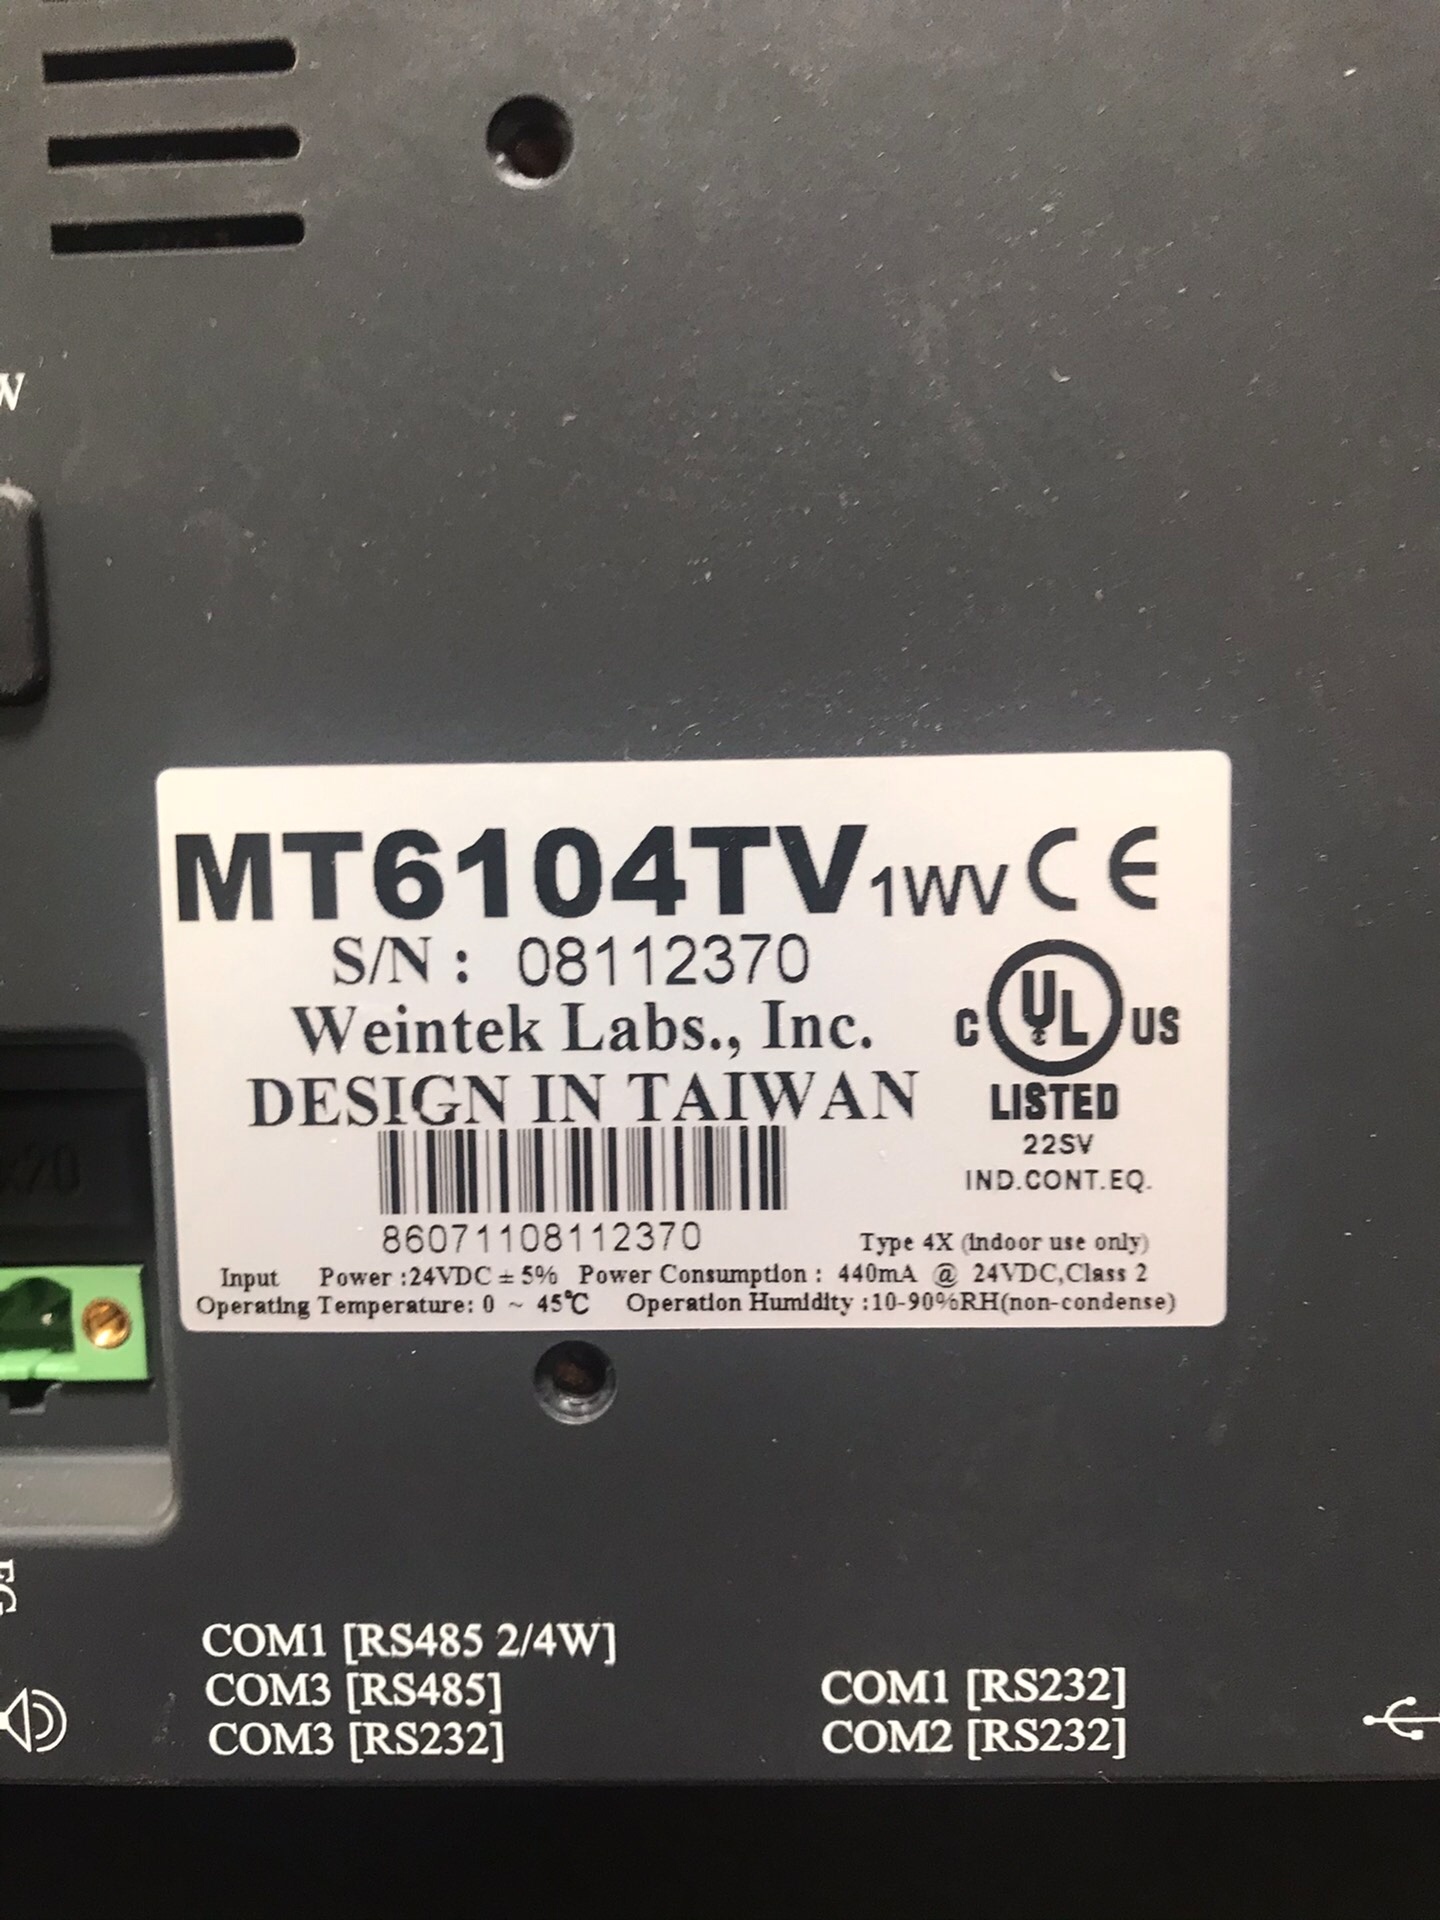 W
MT6104TV 1WV CE
S/N : 08112370
Weintek Labs., Inc.
DESIGN IN TAIWAN
C UL US
LISTED
22SV
IND.CONT.EQ.
86071108112370
Type 4X (indoor use only)
Input Power :24VDC ± 5% Power Consumption : 440mA @ 24VDC,Class 2
Operating Temperature: 0 ~ 45℃ Operation Humidity :10-90%RH(non-condense)
COM1 [RS485 2/4W]
COM3 [RS485]
COM3 [RS232]
COM1 [RS232]
COM2 [RS232]